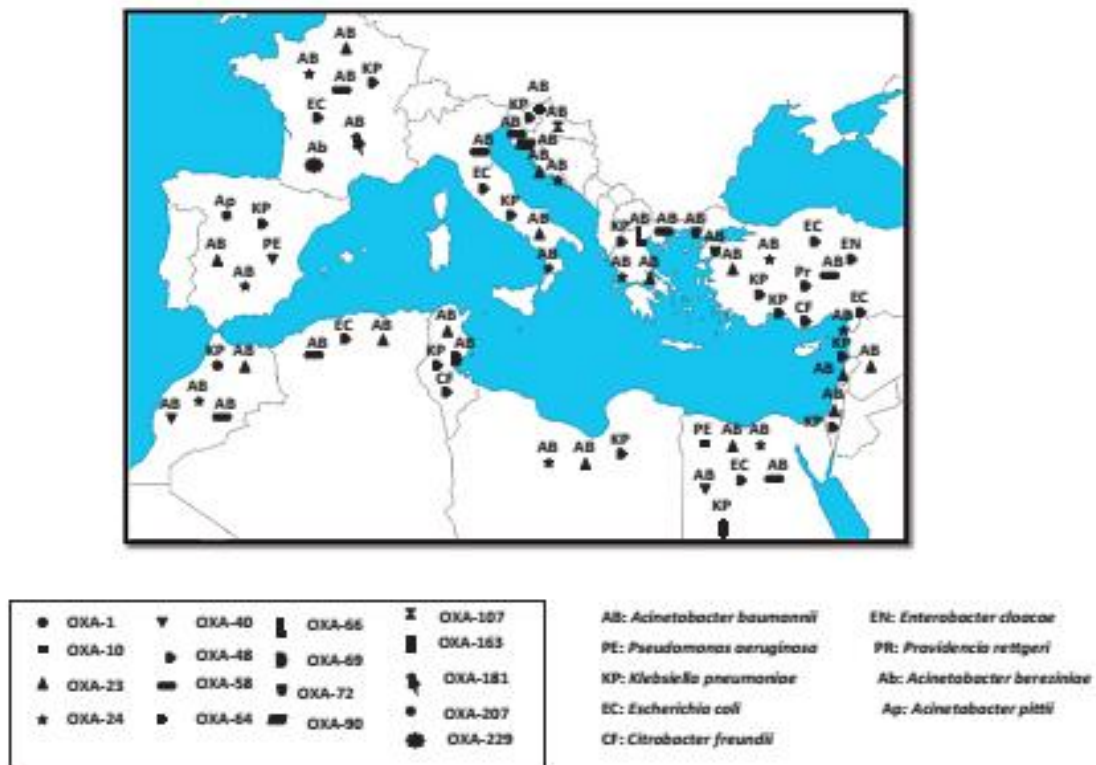 AB
AB
AB KP
EC AB
Ab
AB
KP AB
AB AB
AB
AB AB
EC
KP
AB
AB
Ap KP
AB PE
AB
KP AB AB AB
AB
AB AB
EC
AB EN
AB Pr AB
KP
KP CF EC
AB
KP AB
AB
AB
KP
KP AB
AB
AB AB
AB EC AB
AB
KP AB
CF
AB AB KP
PE AB AB
AB EC AB
KP
OXA-1 OXA-40 OXA-66 OXA-107
OXA-10 OXA-48 OXA-69 OXA-163
OXA-23 OXA-58 OXA-72 OXA-181
OXA-24 OXA-64 OXA-90 OXA-207
OXA-229
AB: Acinetobacter baumannii EN: Enterobacter cloacae
PE: Pseudomonas aeruginosa PR: Providencia rettgeri
KP: Klebsiella pneumoniae Ab: Acinetobacter bereziniae
EC: Escherichia coli Ap: Acinetobacter pittii
CF: Citrobacter freundii